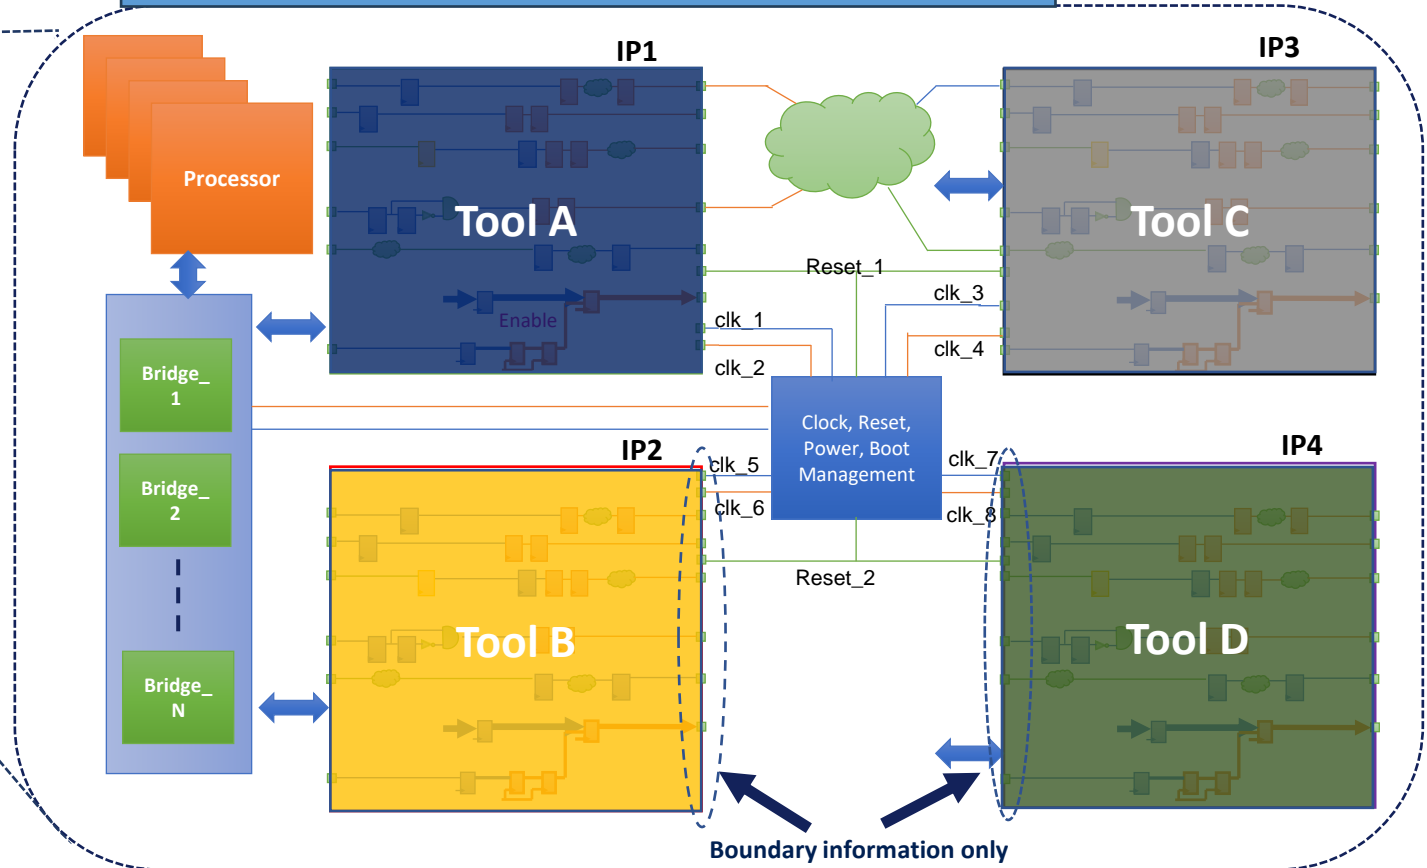 IP1
IP3
Processor
Tool A
Tool C
Reset_1
Enable
clk_1
clk_3
clk_2
clk_4
Bridge_
1
Clock, Reset,
Power, Boot
Management
IP2
IP4
clk_5
clk_7
clk_6
clk_8
Bridge_
2
Reset_2
Tool B
Tool D
Bridge_
N
Boundary information only